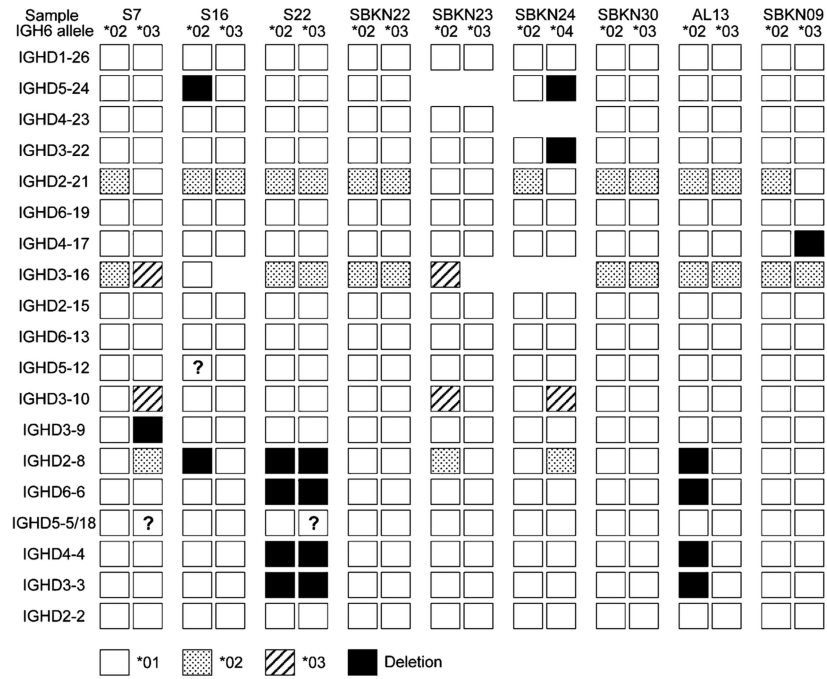 Sample S7 S16 S22 SBKN22 SBKN23 SBKN24 SBKN30 AL13 SBKN09
IGH6 allele *02 *03 *02 *03 *02 *03 *02 *03 *02 *03 *02 *04 *02 *03 *02 *03 *02 *03
IGHD1-26
IGHD5-24
IGHD4-23
IGHD3-22
IGHD2-21
IGHD6-19
IGHD4-17
IGHD3-16
IGHD2-15
IGHD6-13
IGHD5-12 ?
IGHD3-10
IGHD3-9
IGHD2-8
IGHD6-6
IGHD5-5/18 ? ?
IGHD4-4
IGHD3-3
IGHD2-2
*01 *02 *03 Deletion